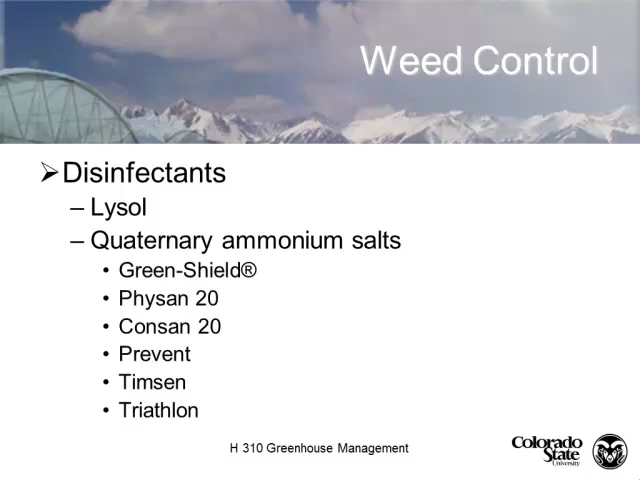 Weed Control
➢Disinfectants
– Lysol
– Quaternary ammonium salts
• Green-Shield®
• Physan 20
• Consan 20
• Prevent
• Timsen
• Triathlon
H 310 Greenhouse Management
Colorado
State
University